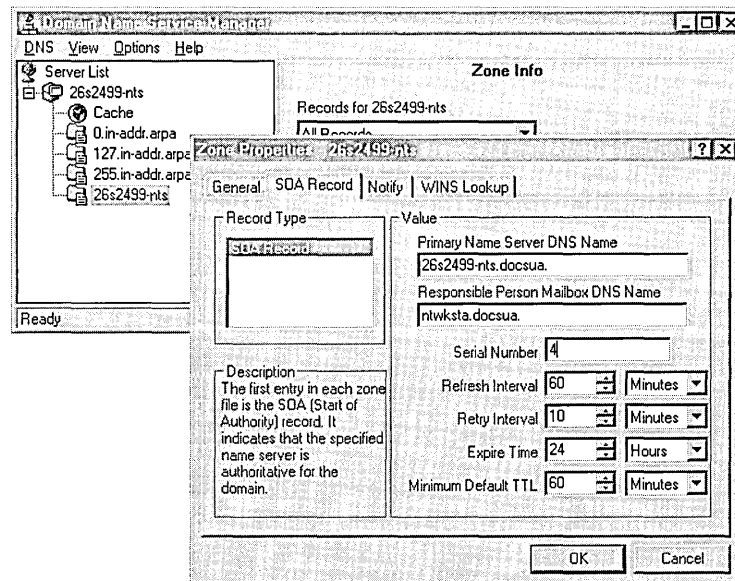 Domain Name Service Manager
DNS View Options Help
Server List
26s2499-nts
Cache
0.in-addr.arpa
127.in-addr.arpa
255.in-addr.arpa
26s2499-nts
Ready
Zone Info
Records for 26s2499-nts
All Records
Zone Properties - 26s2499-nts
General SOA Record Notify WINS Lookup
Record Type
SOA Record
Description
The first entry in each zone
file is the SOA (Start of
Authority) record. It
indicates that the specified
name server is
authoritative for the
domain.
Value
Primary Name Server DNS Name
26s2499-nts.docsua.
Responsible Person Mailbox DNS Name
ntwksta.docsua.
Serial Number 4
Refresh Interval 60 Minutes
Retry Interval 10 Minutes
Expire Time 24 Hours
Minimum Default TTL 60 Minutes
OK Cancel